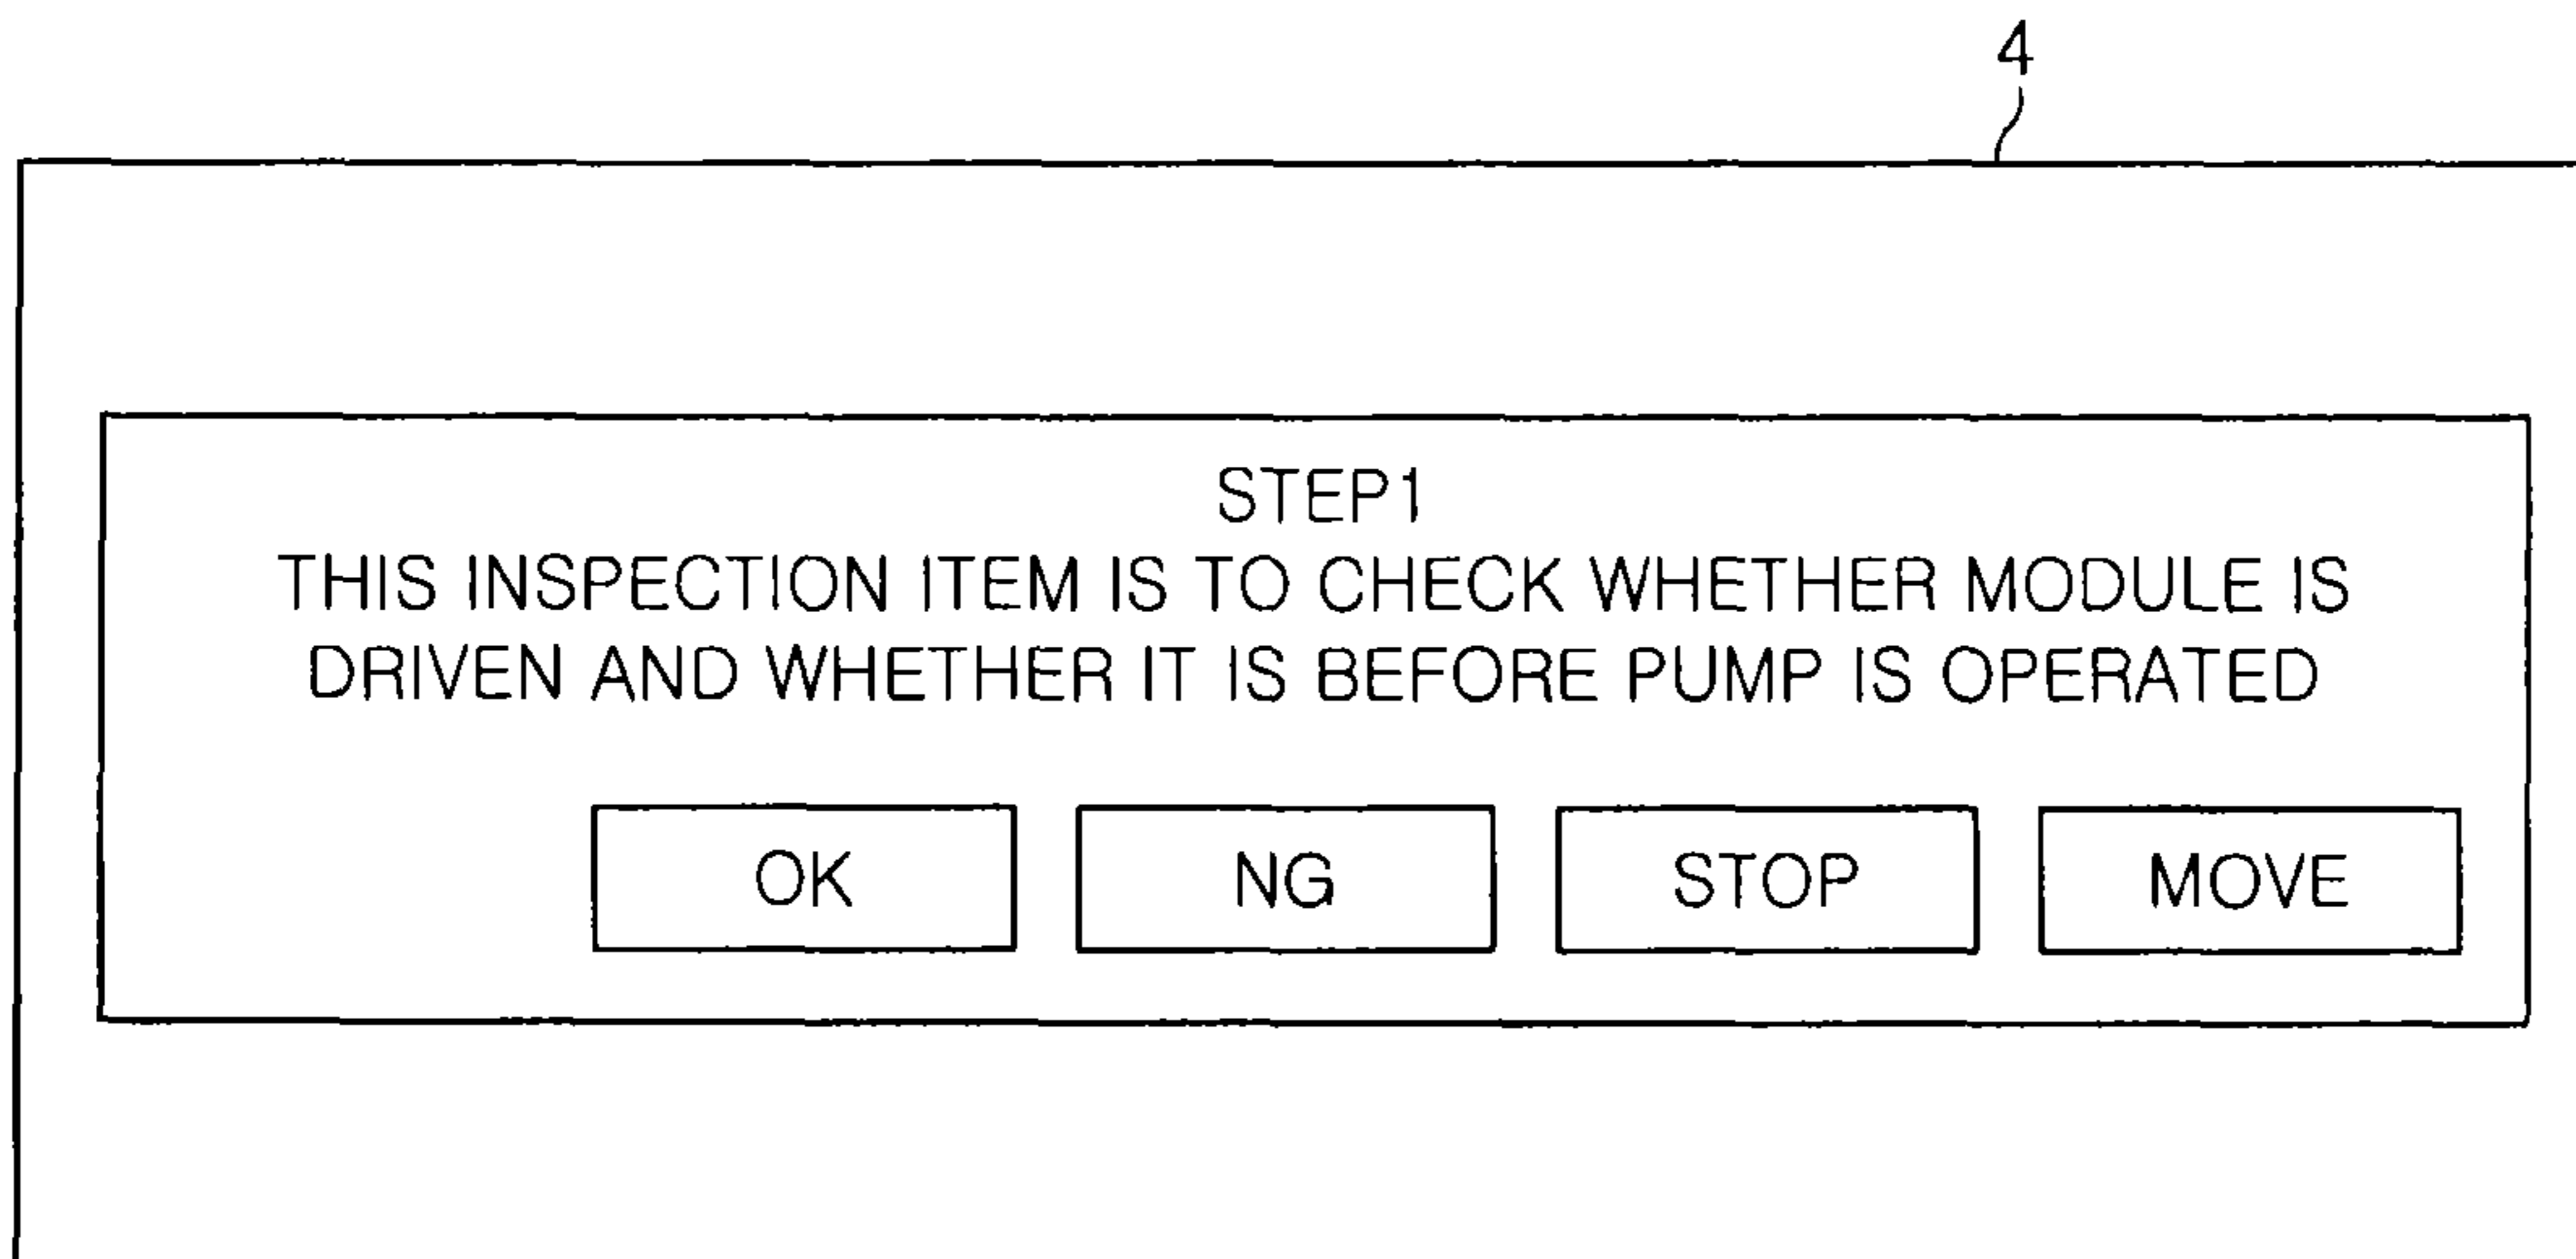 4
STEP1
THIS INSPECTION ITEM IS TO CHECK WHETHER MODULE IS
DRIVEN AND WHETHER IT IS BEFORE PUMP IS OPERATED
OK NG STOP MOVE